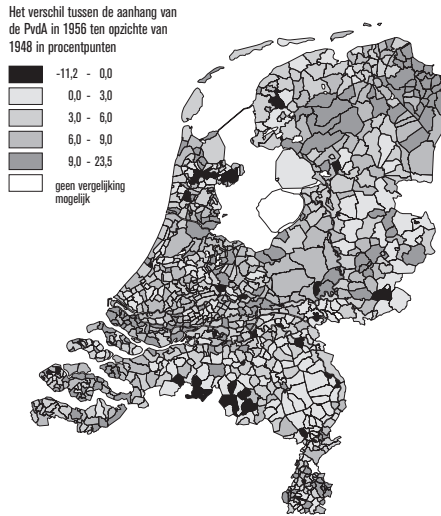 Het verschil tussen de aanhang van
de PvdA in 1956 ten opzichte van
1948 in procentpunten
-11,2 - 0,0
0,0 - 3,0
3,0 - 6,0
6,0 - 9,0
9,0 - 23,5
geen vergelijking
mogelijk